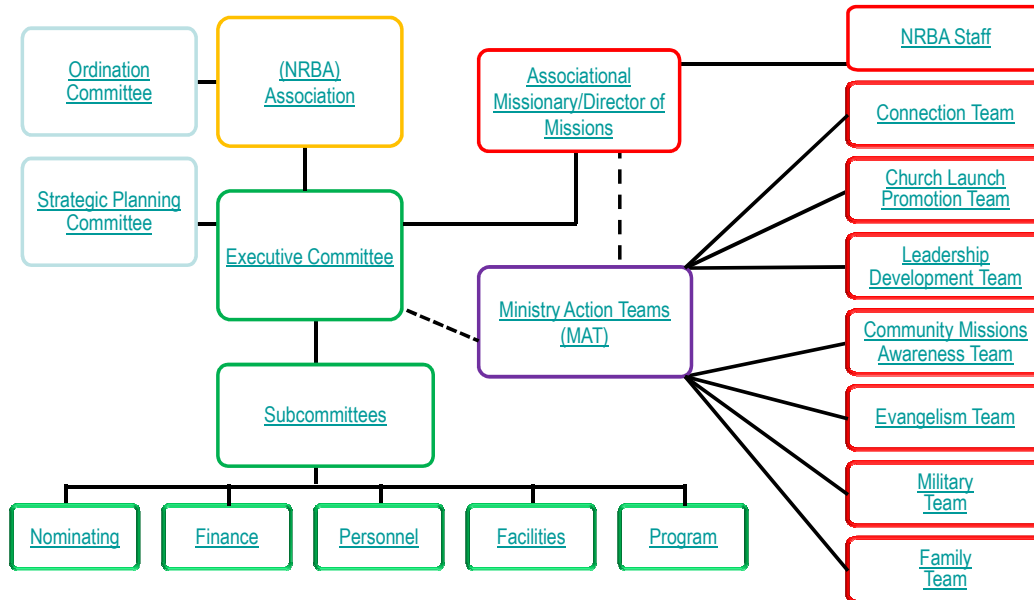 Ordination
Committee
(NRBA)
Association
Associational
Missionary/Director of
Missions
NRBA Staff
Connection Team
Strategic Planning
Committee
Executive Committee
Church Launch
Promotion Team
Leadership
Development Team
Ministry Action Teams
(MAT)
Community Missions
Awareness Team
Subcommittees
Evangelism Team
Military
Team
Family
Team
Nominating
Finance
Personnel
Facilities
Program